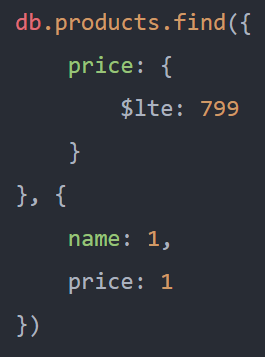 db.products.find({
    price: {
        $lte: 799
    }
}, {
    name: 1,
    price: 1
})